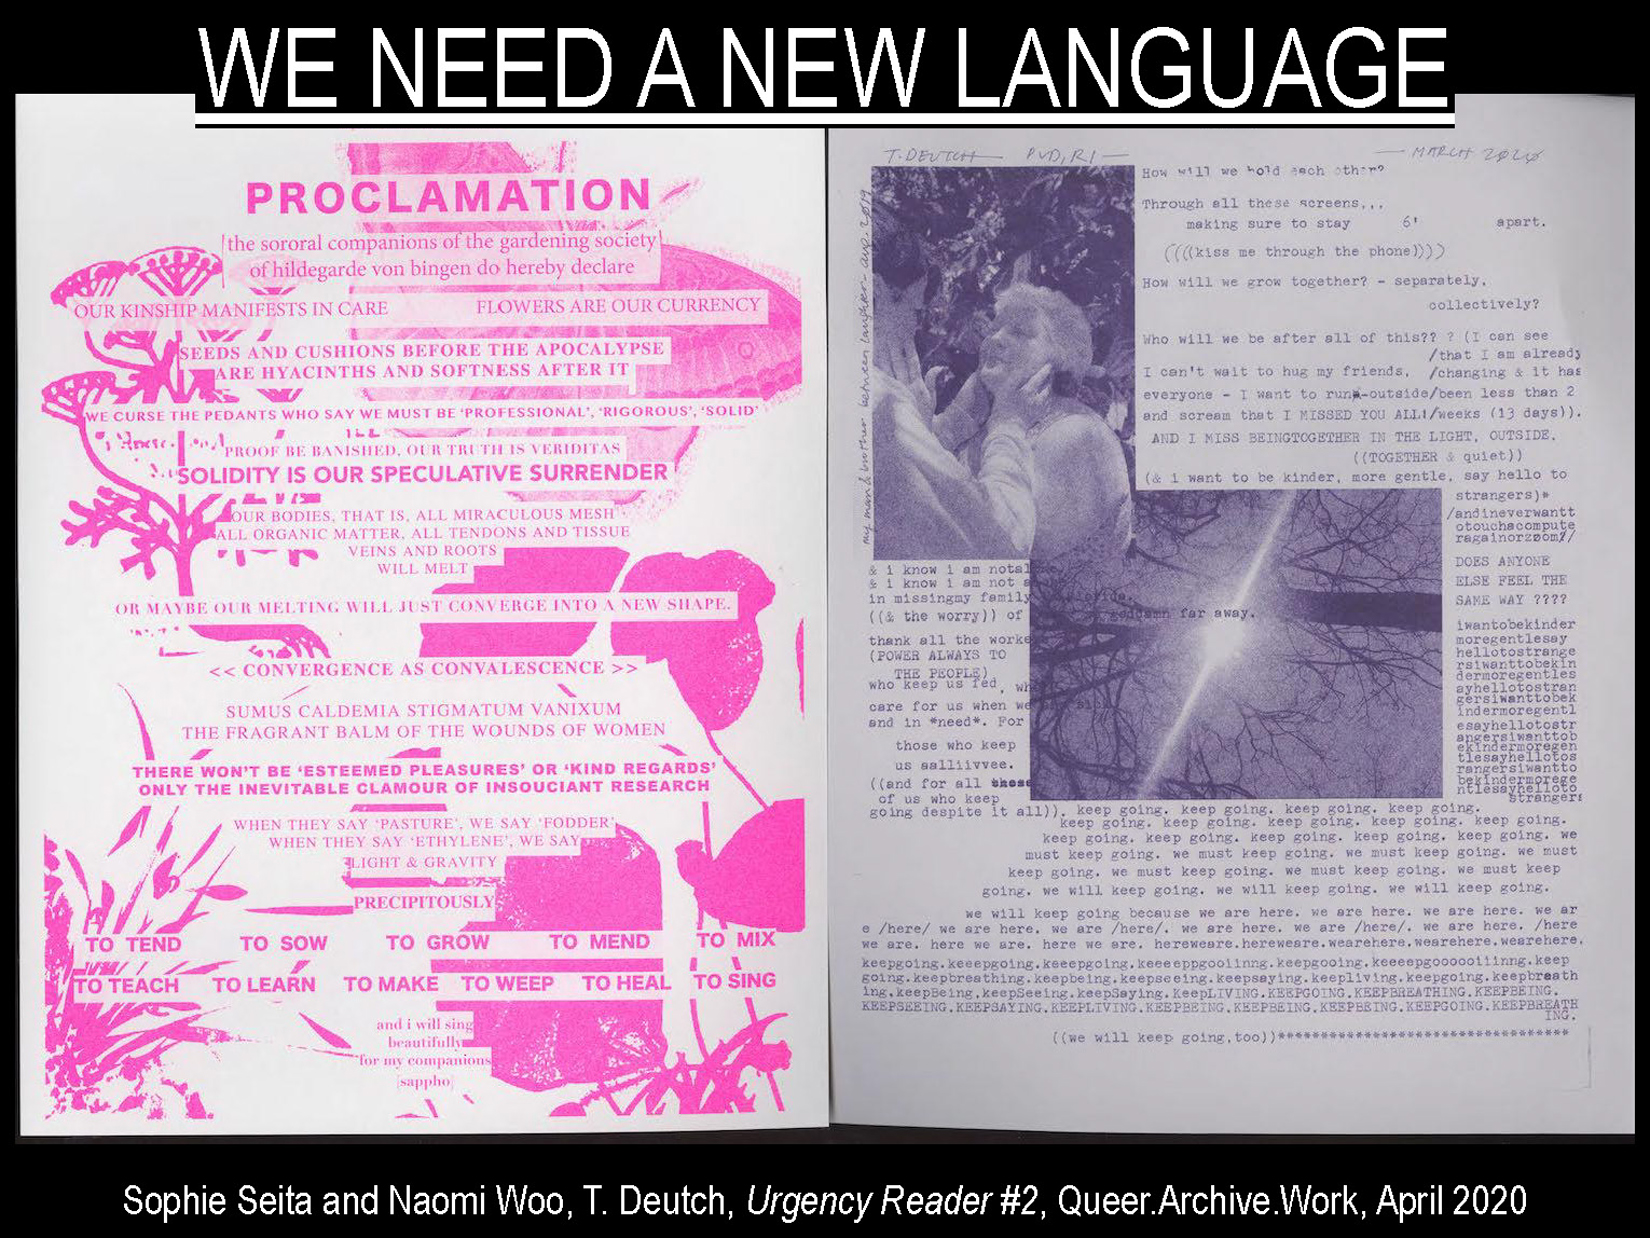 WE NEED A NEW LANGUAGE
PROCLAMATION
the sororal companions of the gardening society
of hildegarde von bingen do hereby declare
OUR KINSHIP MANIFESTS IN CARE FLOWERS ARE OUR CURRENCY
SEEDS AND CUSHIONS BEFORE THE APOCALYPSE
ARE HYACINTHS AND SOFTNESS AFTER IT
WE CURSE THE PEDANTS WHO SAY WE MUST BE 'PROFESSIONAL', 'RIGOROUS', 'SOLID'
PROOF BE BANISHED, OUR TRUTH IS VERIDITAS
SOLIDITY IS OUR SPECULATIVE SURRENDER
OUR BODIES, THAT IS, ALL MIRACULOUS MESH
ALL ORGANIC MATTER, ALL TENDONS AND TISSUE
VEINS AND ROOTS
WILL MELT
OR MAYBE OUR MELTING WILL JUST CONVERGE INTO A NEW SHAPE.
<< CONVERGENCE AS CONVALESCENCE >>
SUMUS CALDEMIA STIGMATUM VANIXUM
THE FRAGRANT BALM OF THE WOUNDS OF WOMEN
THERE WON'T BE 'ESTEEMED PLEASURES' OR 'KIND REGARDS'
ONLY THE INEVITABLE CLAMOUR OF INSOUCIANT RESEARCH
WHEN THEY SAY 'PASTURE', WE SAY 'FODDER'
WHEN THEY SAY 'ETHYLENE', WE SAY
LIGHT & GRAVITY
PRECIPITOUSLY
TO TEND TO SOW TO GROW TO MEND TO MIX
TO TEACH TO LEARN TO MAKE TO WEEP TO HEAL TO SING
and i will sing
beautifully
for my companions
[sappho]
T. DEUTCH — PVD, RI — — MARCH 2020
my mom & brother between laughter - aug. 2019
How will we hold each other?
Through all these screens,,,
making sure to stay 6' apart.
((((kiss me through the phone))))
How will we grow together? - separately,
collectively?
Who will we be after all of this?? ? (I can see
/that I am already
I can't wait to hug my friends, /changing & it has
everyone - I want to run-outside/been less than 2
and scream that I MISSED YOU ALL!/weeks (13 days)).
AND I MISS BEINGTOGETHER IN THE LIGHT, OUTSIDE,
((TOGETHER & quiet))
(& i want to be kinder, more gentle, say hello to
strangers)*
/andineverwantt
otouchacompute
ragainorzoom//
DOES ANYONE
ELSE FEEL THE
SAME WAY ????
iwantobekinder
moregentlesay
hellotostrange
rsiwanttobekin
dermoregentles
ayhellotostran
gersiwanttobek
indermoregentl
esayhellotostr
angersiwanttob
ekindermoregen
tlesayhellotos
rangersiwantto
bekindermorege
ntlesayhelloto
strangers
& i know i am
& i know i am not
in missingmy family
((& the worry)) of goddamn far away.
thank all the worke
(POWER ALWAYS TO
THE PEOPLE)
who keep us fed, wh
care for us when we
and in *need*. For
those who keep
us aalliivvee.
((and for all those
of us who keep
going despite it all)). keep going. keep going. keep going. keep going.
keep going. keep going. keep going. keep going. keep going.
keep going. keep going. keep going. keep going. keep going. we
must keep going. we must keep going. we must keep going. we must
keep going. we must keep going. we must keep going. we must keep
going. we will keep going. we will keep going. we will keep going.
we will keep going because we are here. we are here. we are here. we ar
e /here/ we are here. we are /here/. we are here. we are /here/. we are here. /here
we are. here we are. here we are. hereweare.hereweare.wearehere.wearehere.wearehere.
keepgoing.keeepgoing.keeepgoing.keeeeppgooiinng.keepgooing.keeeepgoooooiiinng.keep
going.keepbreathing.keepbeing.keepseeing.keepsaying.keepliving.keepgoing.keepbreath
ing.keepBeing.keepSeeing.keepSaying.KeepLIVING.KEEPGOING.KEEPBREATHING.KEEPBEING.
KEEPSEEING.KEEPSAYING.KEEPLIVING.KEEPBEING.KEEPBEING.KEEPBEING.KEEPGOING.KEEPBREATH
ING.
((we will keep going,too))*******************************
Sophie Seita and Naomi Woo, T. Deutch, Urgency Reader #2, Queer.Archive.Work, April 2020